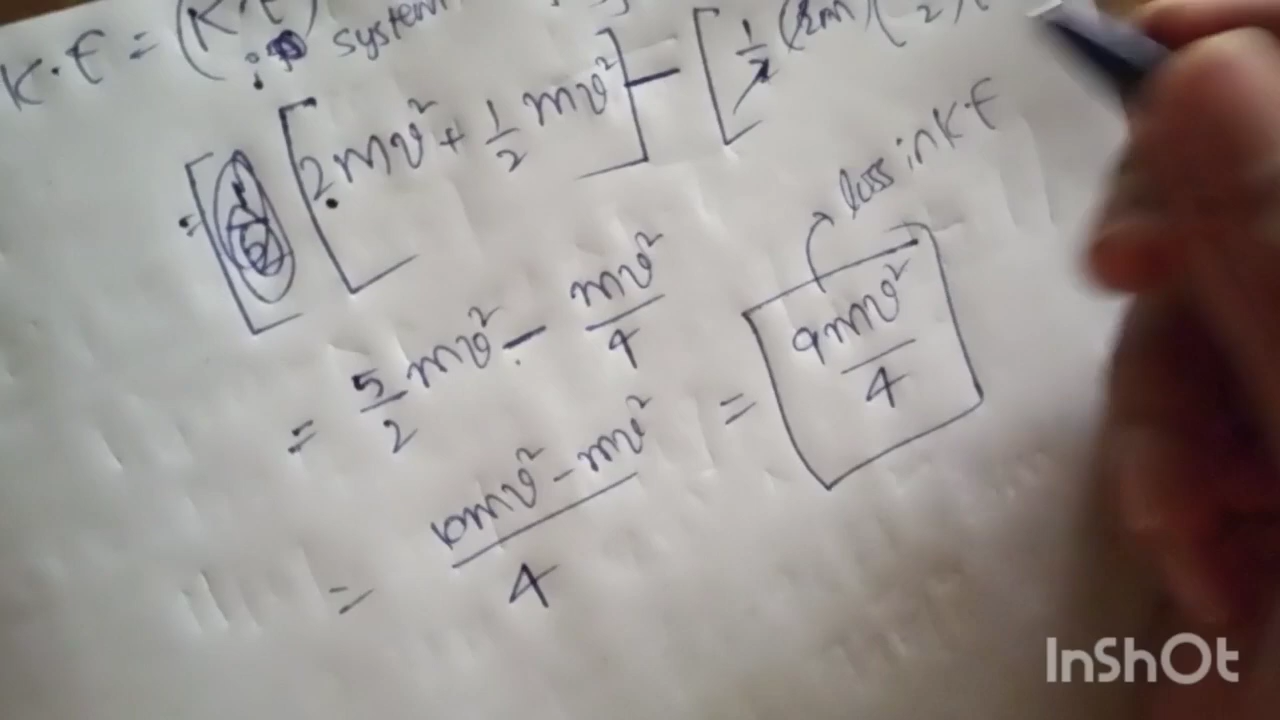 K.E = (K.E)
in system
= [2mv² + 1/2 mv²] - [1/2 (2m) (
loss in K.E
= 5/2 mv² - mv²/4
= 10mv² - mv²/4 = 9mv²/4
InShOt